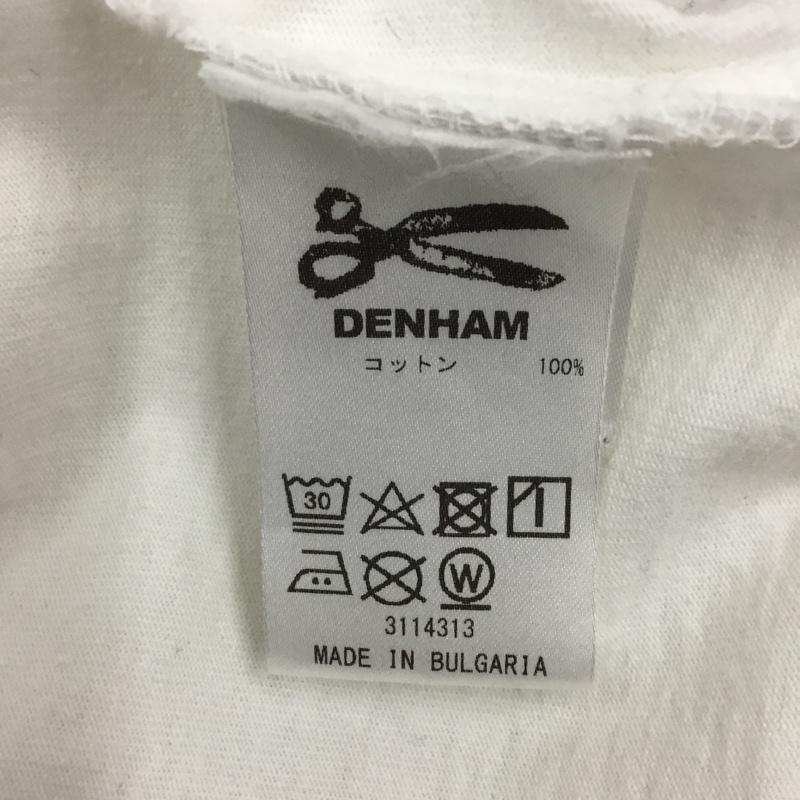 DENHAM
コットン 100%
30
W
3114313
MADE IN BULGARIA